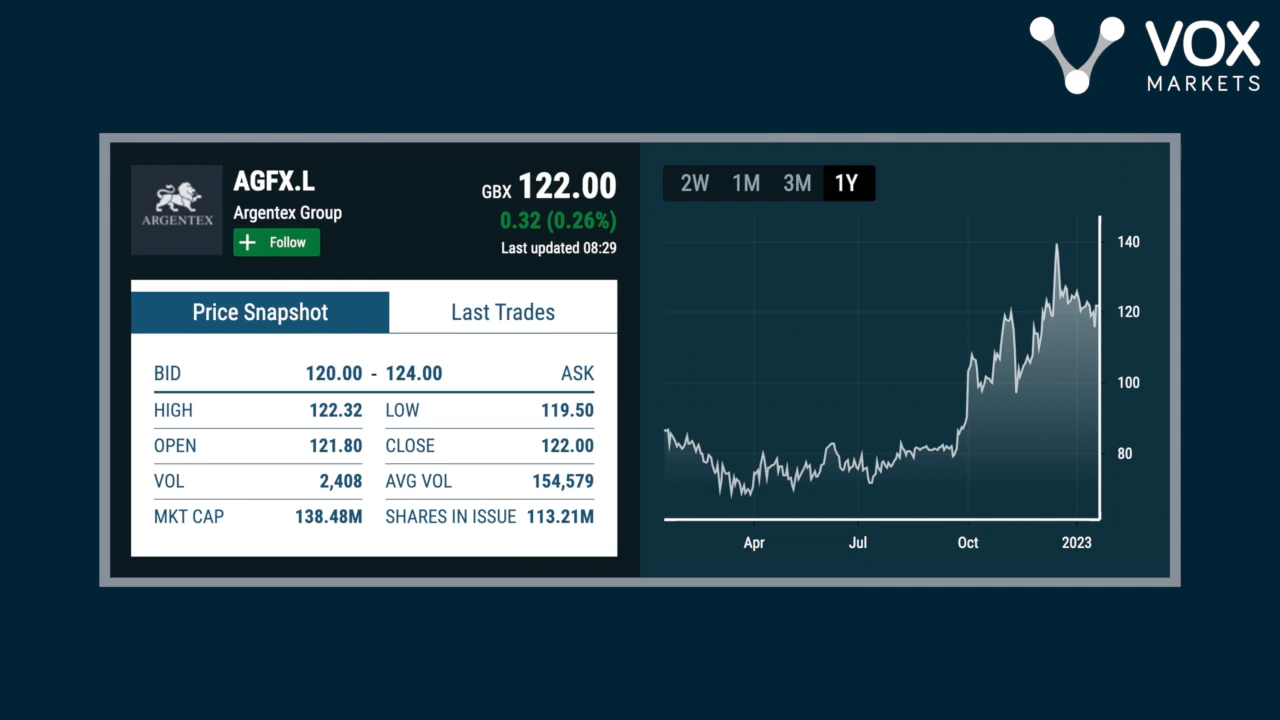 VOX
MARKETS
ARGENTEX
AGFX.L
Argentex Group
+ Follow
GBX 122.00
0.32 (0.26%)
Last updated 08:29
Price Snapshot Last Trades
BID 120.00 - 124.00 ASK
HIGH 122.32 LOW 119.50
OPEN 121.80 CLOSE 122.00
VOL 2,408 AVG VOL 154,579
MKT CAP 138.48M SHARES IN ISSUE 113.21M
2W 1M 3M 1Y
140
120
100
80
Apr Jul Oct 2023